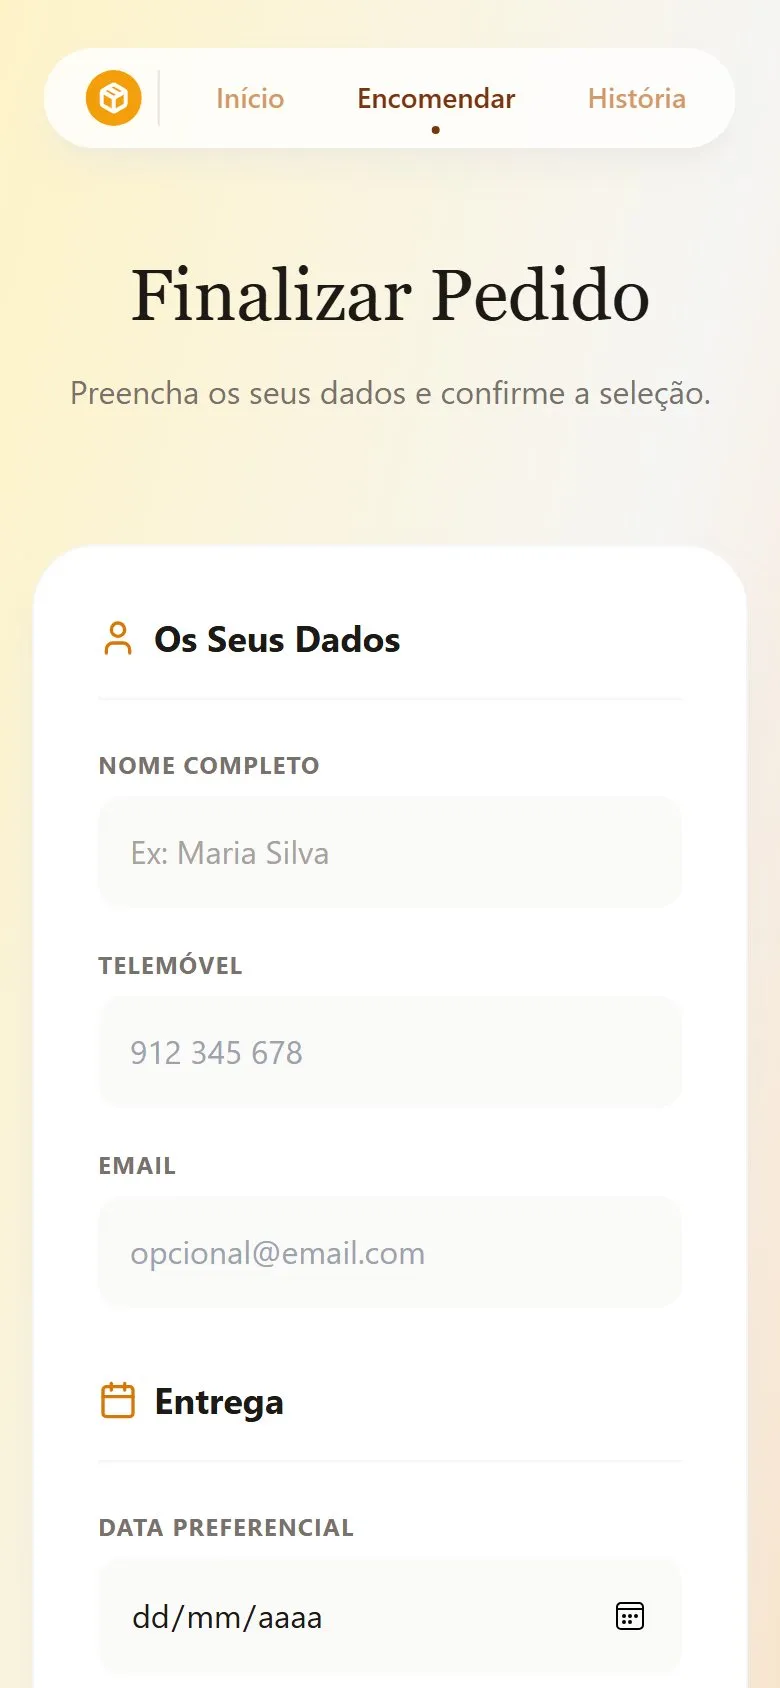 Início
Encomendar
História
Finalizar Pedido
Preencha os seus dados e confirme a seleção.
Os Seus Dados
NOME COMPLETO
Ex: Maria Silva
TELEMÓVEL
912 345 678
EMAIL
opcional@email.com
Entrega
DATA PREFERENCIAL
dd/mm/aaaa